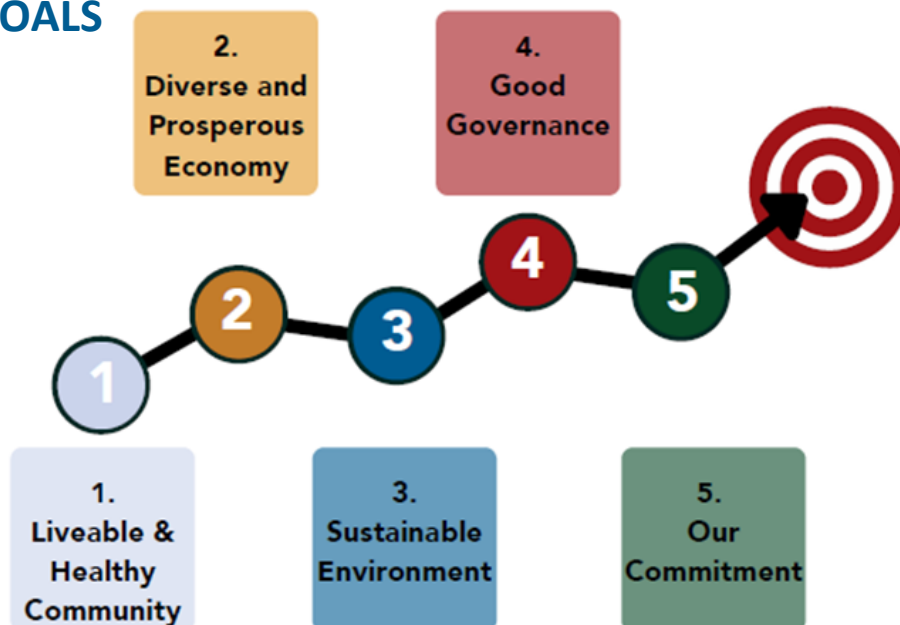 OALS
2.
Diverse and
Prosperous
Economy
4.
Good
Governance
1
2
3
4
5
1.
Liveable &
Healthy
Community
3.
Sustainable
Environment
5.
Our
Commitment